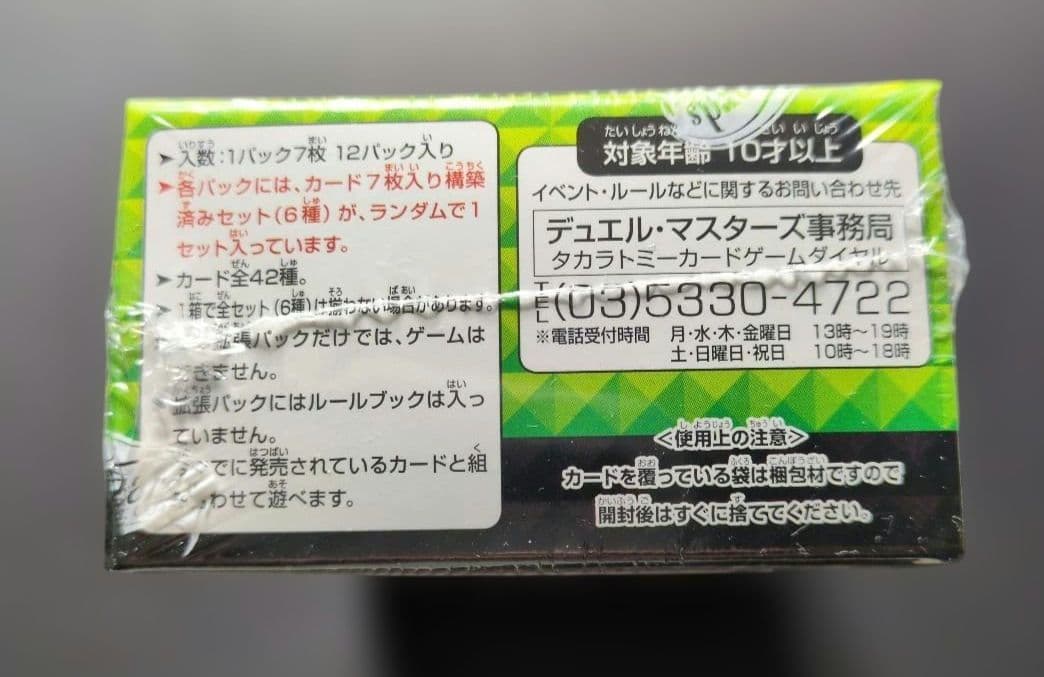 ➤入数:1パック7枚 12パック入り
➤各パックには、カード7枚入り構築
済みセット(6種)が、ランダムで1
セット入っています。
➤カード全42種。
➤1箱で全セット(6種)は揃わない場合があります。
張パックだけでは、ゲームは
きません。
拡張パックにはルールブックは入っ
ていません。
でに発売されているカードと組
わせて遊べます。
対象年齢 10才以上
イベント・ルールなどに関するお問い合わせ先
デュエル・マスターズ事務局
タカラトミーカードゲームダイヤル
TEL(03)5330-4722
※電話受付時間 月・水・木・金曜日 13時〜19時
土・日曜日・祝日 10時〜18時
<使用上の注意>
カードを覆っている袋は梱包材ですので
開封後はすぐに捨ててください。